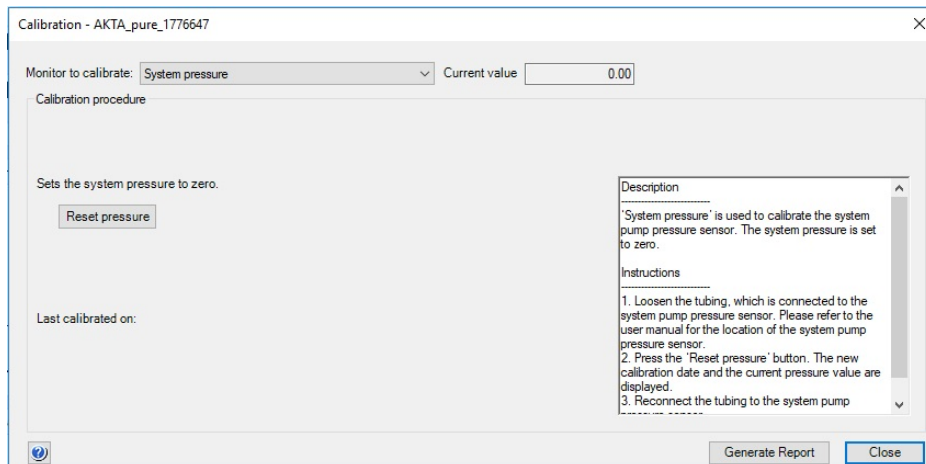 Calibration - AKTA_pure_1776647
Monitor to calibrate: System pressure Current value 0.00
Calibration procedure
Sets the system pressure to zero.
Reset pressure
Last calibrated on:
Description
---------------------------
'System pressure' is used to calibrate the system
pump pressure sensor. The system pressure is set
to zero.
Instructions
---------------------------
1. Loosen the tubing, which is connected to the
system pump pressure sensor. Please refer to the
user manual for the location of the system pump
pressure sensor.
2. Press the 'Reset pressure' button. The new
calibration date and the current pressure value are
displayed.
3. Reconnect the tubing to the system pump
Generate Report Close